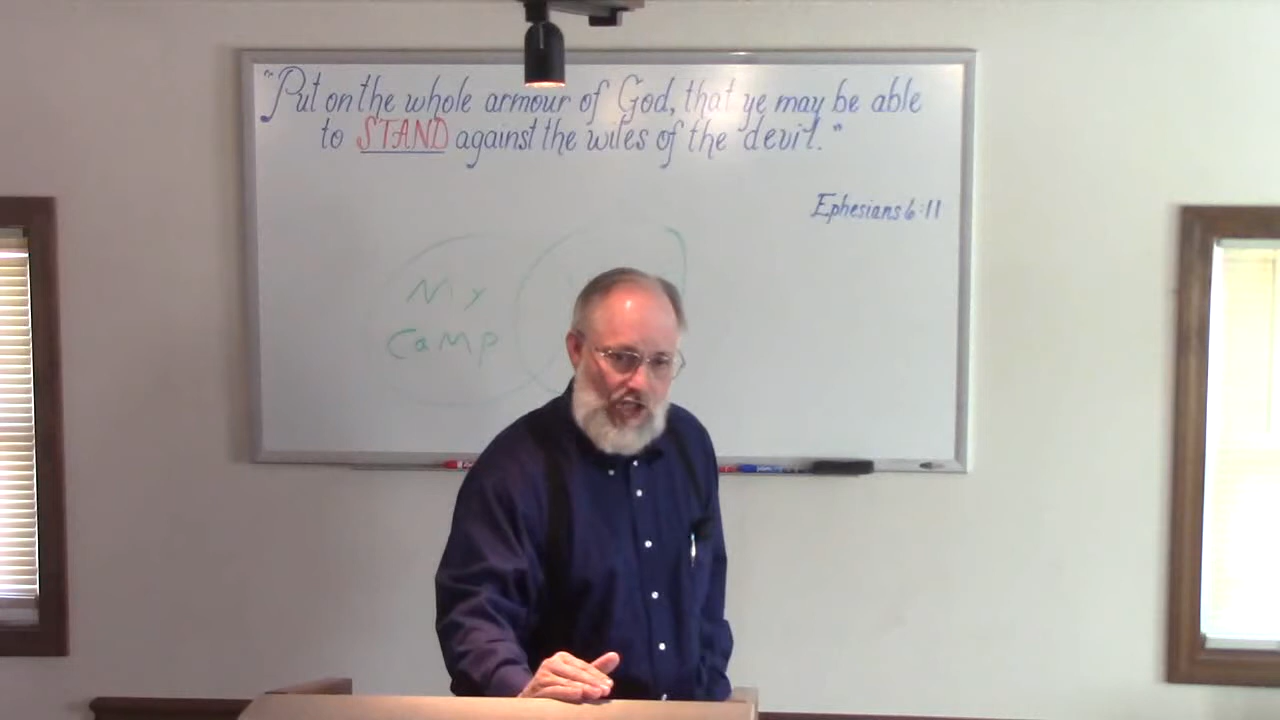 "Put on the whole armour of God, that ye may be able
to STAND against the wiles of the devil."
Ephesians 6:11
My
Camp